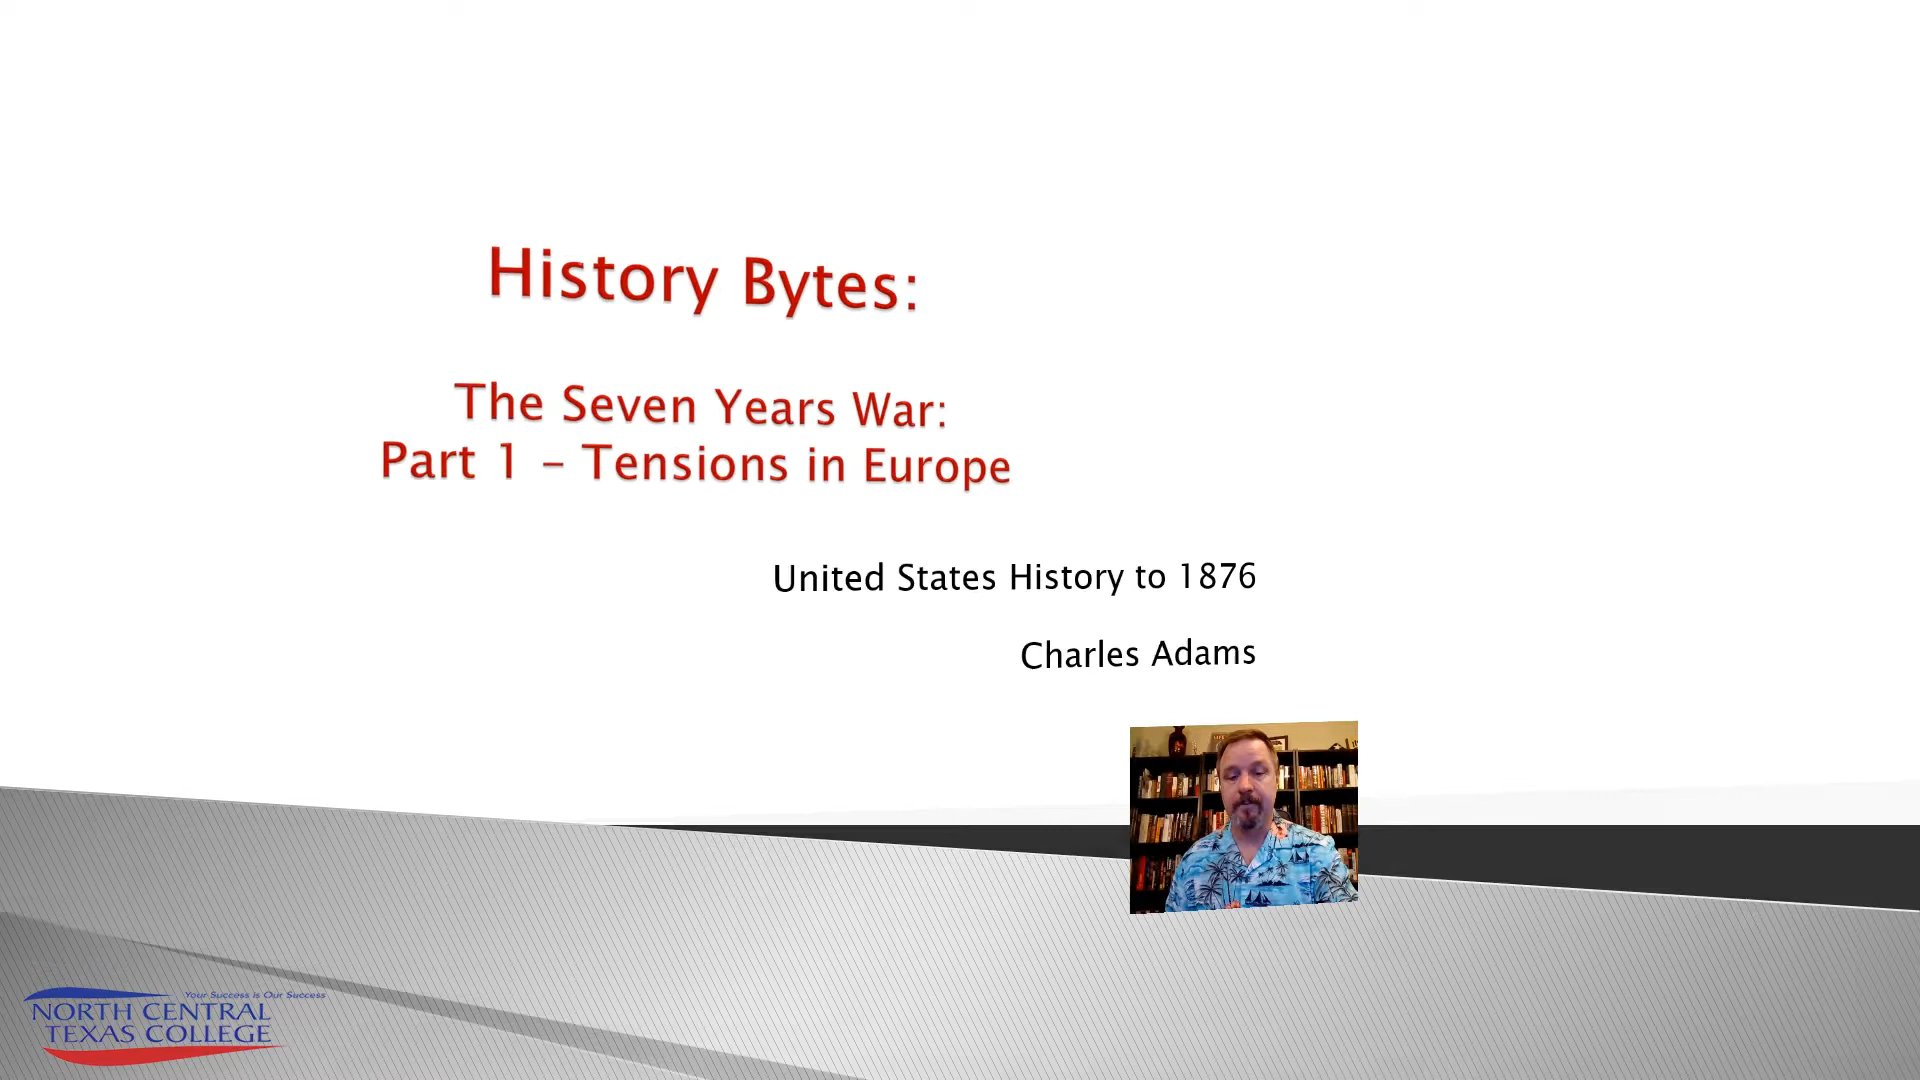 History Bytes:
The Seven Years War:
Part 1 – Tensions in Europe
United States History to 1876
Charles Adams
Your Success is Our Success
NORTH CENTRAL
TEXAS COLLEGE